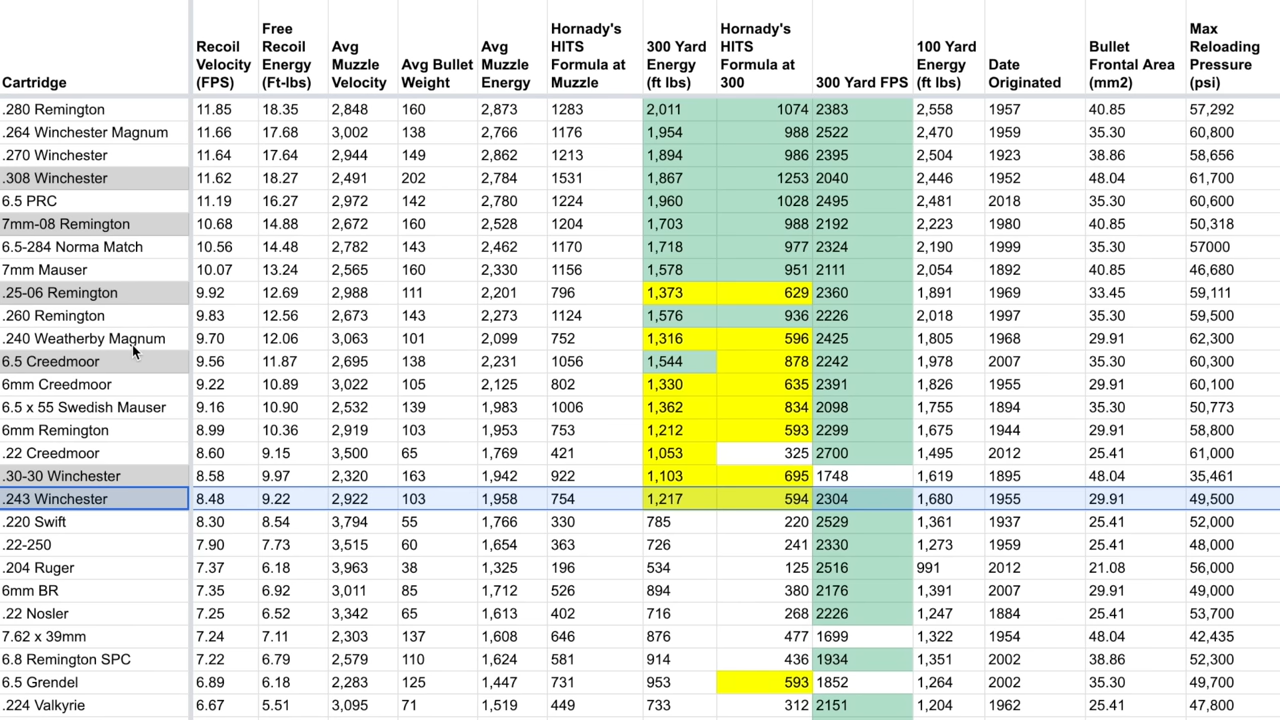 Cartridge Recoil Velocity (FPS) Free Recoil Energy (Ft-lbs) Avg Muzzle Velocity Avg Bullet Weight Avg Muzzle Energy Hornady's HITS Formula at Muzzle 300 Yard Energy (ft lbs) Hornady's HITS Formula at 300 300 Yard FPS 100 Yard Energy (ft lbs) Date Originated Bullet Frontal Area (mm2) Max Reloading Pressure (psi)
.280 Remington 11.85 18.35 2,848 160 2,873 1283 2,011 1074 2383 2,558 1957 40.85 57,292
.264 Winchester Magnum 11.66 17.68 3,002 138 2,766 1176 1,954 988 2522 2,470 1959 35.30 60,800
.270 Winchester 11.64 17.64 2,944 149 2,862 1213 1,894 986 2395 2,504 1923 38.86 58,656
.308 Winchester 11.62 18.27 2,491 202 2,784 1531 1,867 1253 2040 2,446 1952 48.04 61,700
6.5 PRC 11.19 16.27 2,972 142 2,780 1224 1,960 1028 2495 2,481 2018 35.30 60,600
7mm-08 Remington 10.68 14.88 2,672 160 2,528 1204 1,703 988 2192 2,223 1980 40.85 50,318
6.5-284 Norma Match 10.56 14.48 2,782 143 2,462 1170 1,718 977 2324 2,190 1999 35.30 57000
7mm Mauser 10.07 13.24 2,565 160 2,330 1156 1,578 951 2111 2,054 1892 40.85 46,680
.25-06 Remington 9.92 12.69 2,988 111 2,201 796 1,373 629 2360 1,891 1969 33.45 59,111
.260 Remington 9.83 12.56 2,673 143 2,273 1124 1,576 936 2226 2,018 1997 35.30 59,500
.240 Weatherby Magnum 9.70 12.06 3,063 101 2,099 752 1,316 596 2425 1,805 1968 29.91 62,300
6.5 Creedmoor 9.56 11.87 2,695 138 2,231 1056 1,544 878 2242 1,978 2007 35.30 60,300
6mm Creedmoor 9.22 10.89 3,022 105 2,125 802 1,330 635 2391 1,826 1955 29.91 60,100
6.5 x 55 Swedish Mauser 9.16 10.90 2,532 139 1,983 1006 1,362 834 2098 1,755 1894 35.30 50,773
6mm Remington 8.99 10.36 2,919 103 1,953 753 1,212 593 2299 1,675 1944 29.91 58,800
.22 Creedmoor 8.60 9.15 3,500 65 1,769 421 1,053 325 2700 1,495 2012 25.41 61,000
.30-30 Winchester 8.58 9.97 2,320 163 1,942 922 1,103 695 1748 1,619 1895 48.04 35,461
.243 Winchester 8.48 9.22 2,922 103 1,958 754 1,217 594 2304 1,680 1955 29.91 49,500
.220 Swift 8.30 8.54 3,794 55 1,766 330 785 220 2529 1,361 1937 25.41 52,000
.22-250 7.90 7.73 3,515 60 1,654 363 726 241 2330 1,273 1959 25.41 48,000
.204 Ruger 7.37 6.18 3,963 38 1,325 196 534 125 2516 991 2012 21.08 56,000
6mm BR 7.35 6.92 3,011 85 1,712 526 894 380 2176 1,391 2007 29.91 49,000
.22 Nosler 7.25 6.52 3,342 65 1,613 402 716 268 2226 1,247 1884 25.41 53,700
7.62 x 39mm 7.24 7.11 2,303 137 1,608 646 876 477 1699 1,322 1954 48.04 42,435
6.8 Remington SPC 7.22 6.79 2,579 110 1,624 581 914 436 1934 1,351 2002 38.86 52,300
6.5 Grendel 6.89 6.18 2,283 125 1,447 731 953 593 1852 1,264 2002 35.30 49,700
.224 Valkyrie 6.67 5.51 3,095 71 1,519 449 733 312 2151 1,204 1962 25.41 47,800